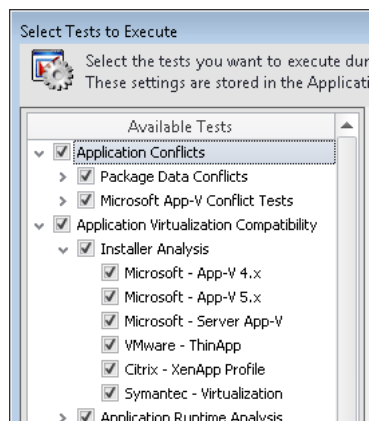 Select Tests to Execute
Select the tests you want to execute dur
These settings are stored in the Applicati
Available Tests
Application Conflicts
Package Data Conflicts
Microsoft App-V Conflict Tests
Application Virtualization Compatibility
Installer Analysis
Microsoft - App-V 4.x
Microsoft - App-V 5.x
Microsoft - Server App-V
VMware - ThinApp
Citrix - XenApp Profile
Symantec - Virtualization
Application Runtime Analysis